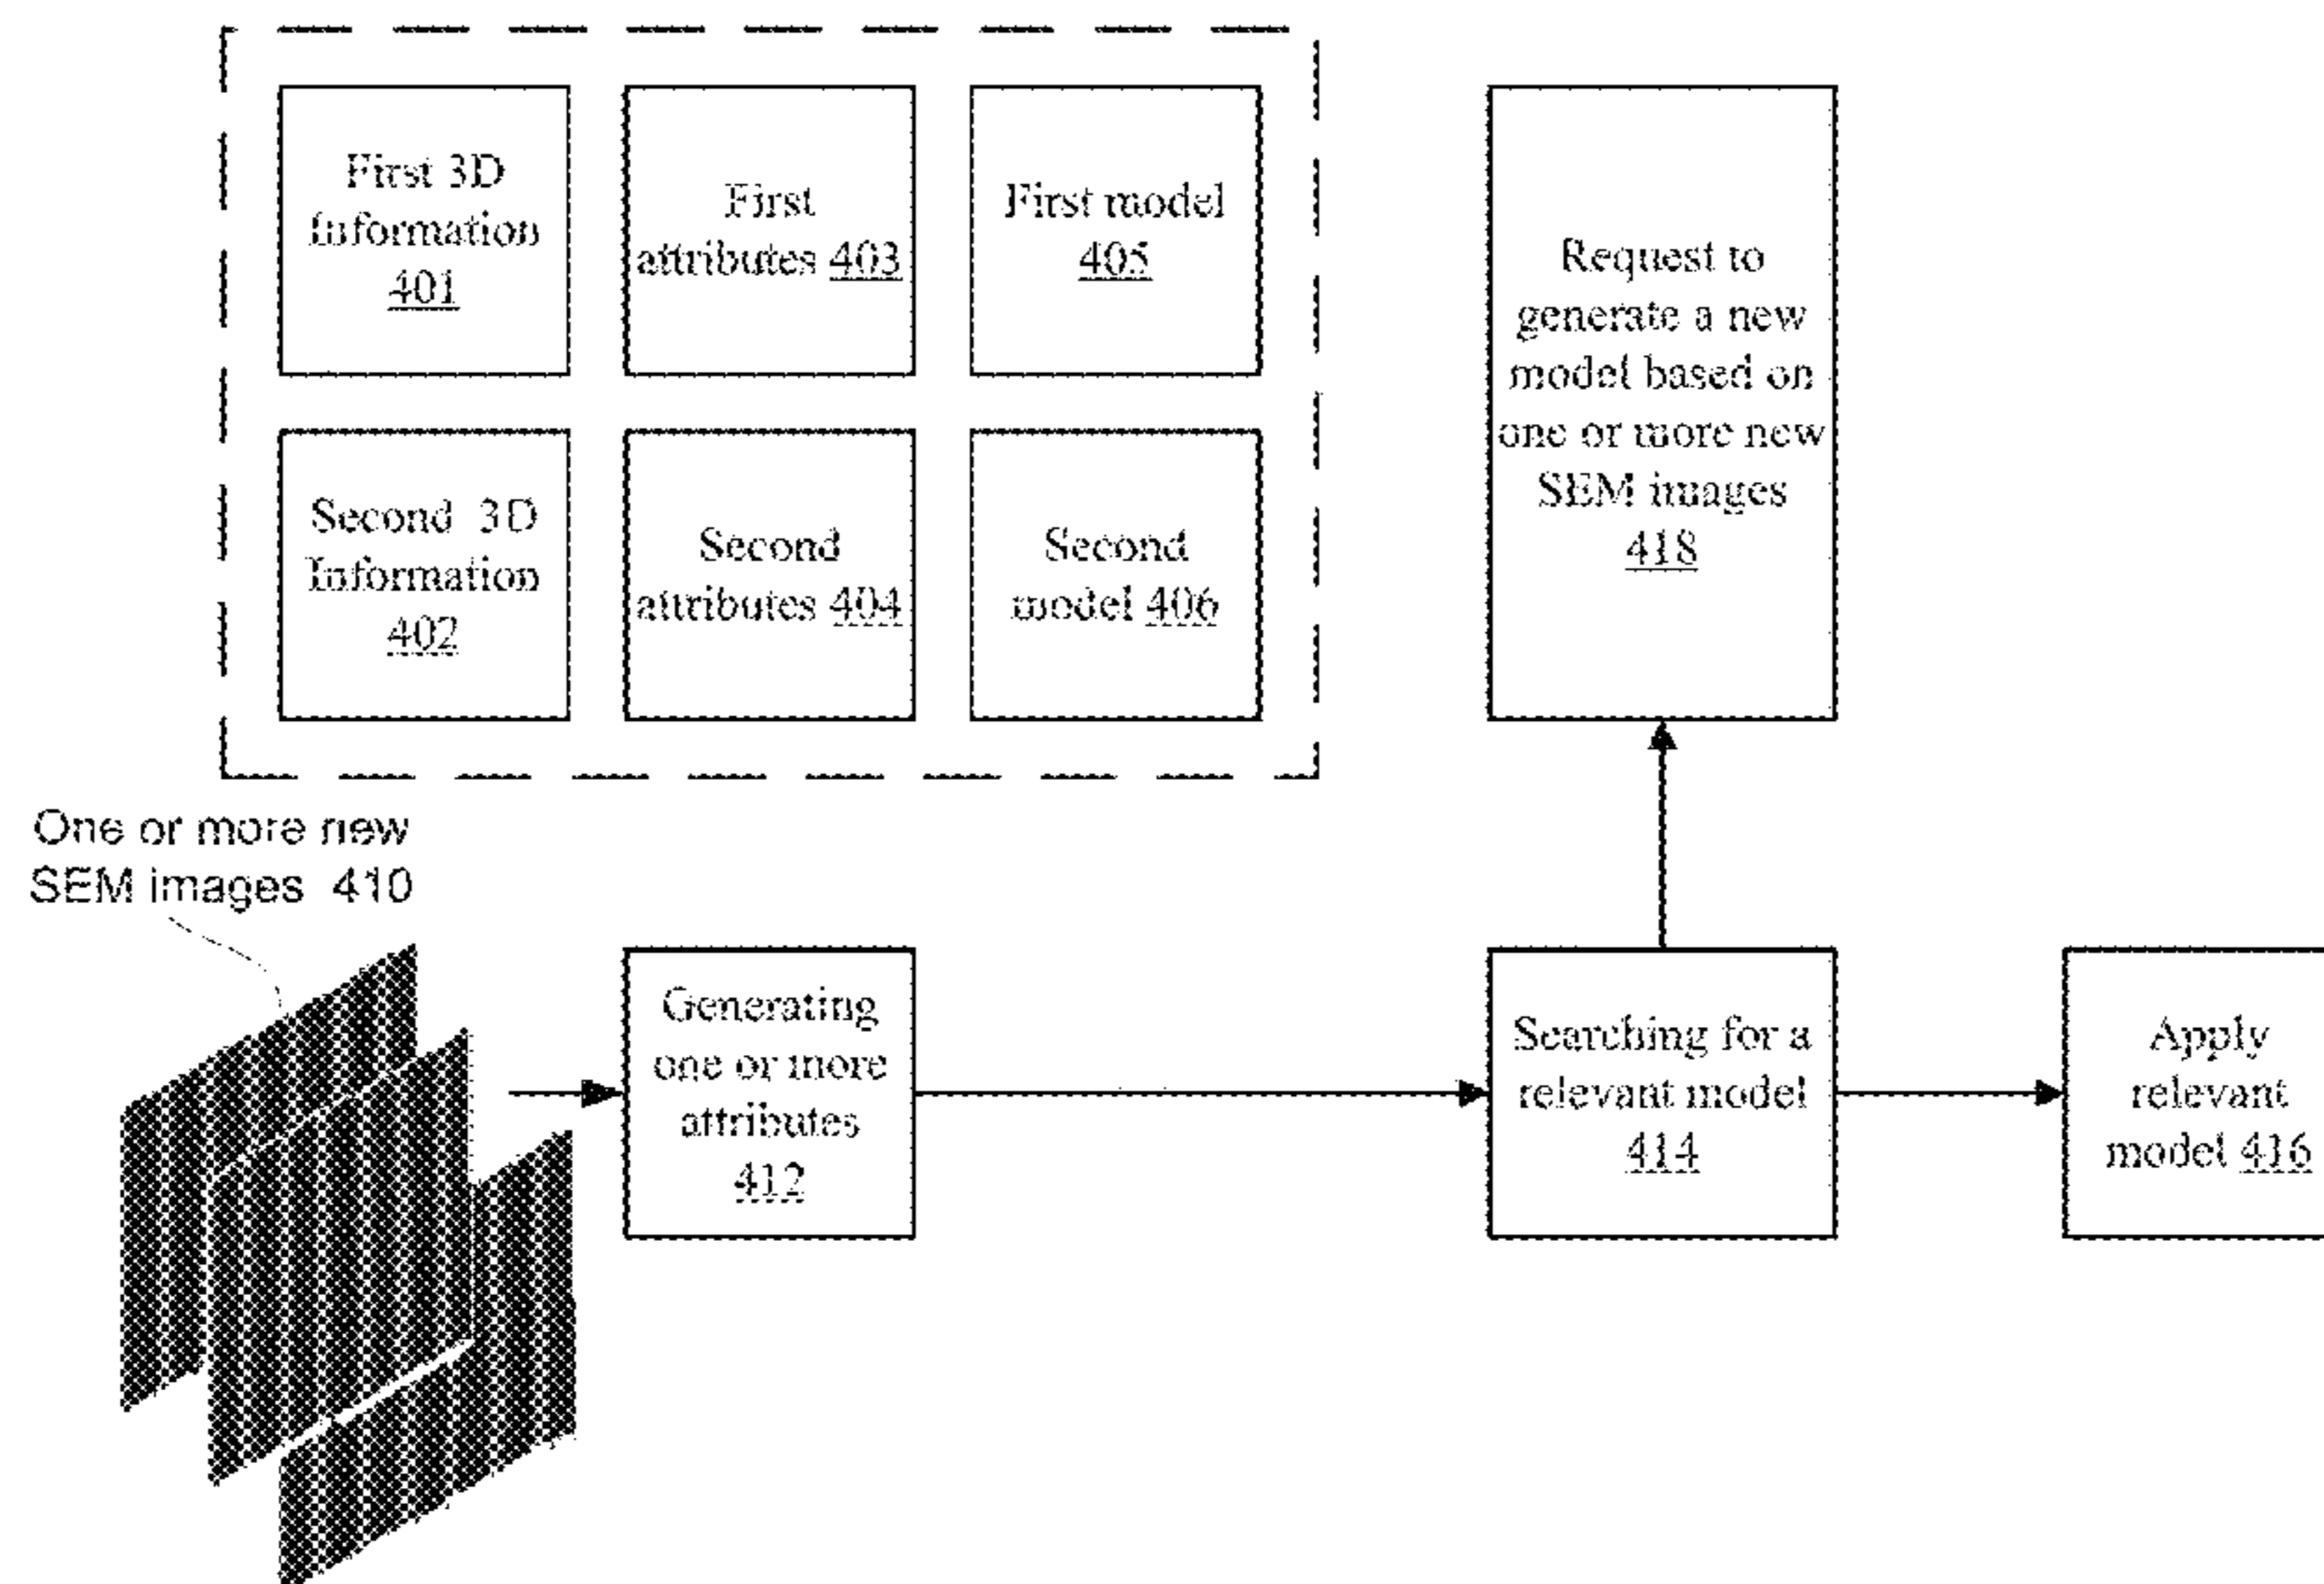 First 3D
Information
401
First
attributes 403
First model
405
Request to
generate a new
model based on
one or more new
SEM images
418
Second 3D
Information
402
Second
attributes 404
Second
model 406
One or more new
SEM images 410
Generating
one or more
attributes
412
Searching for a
relevant model
414
Apply
relevant
model 416